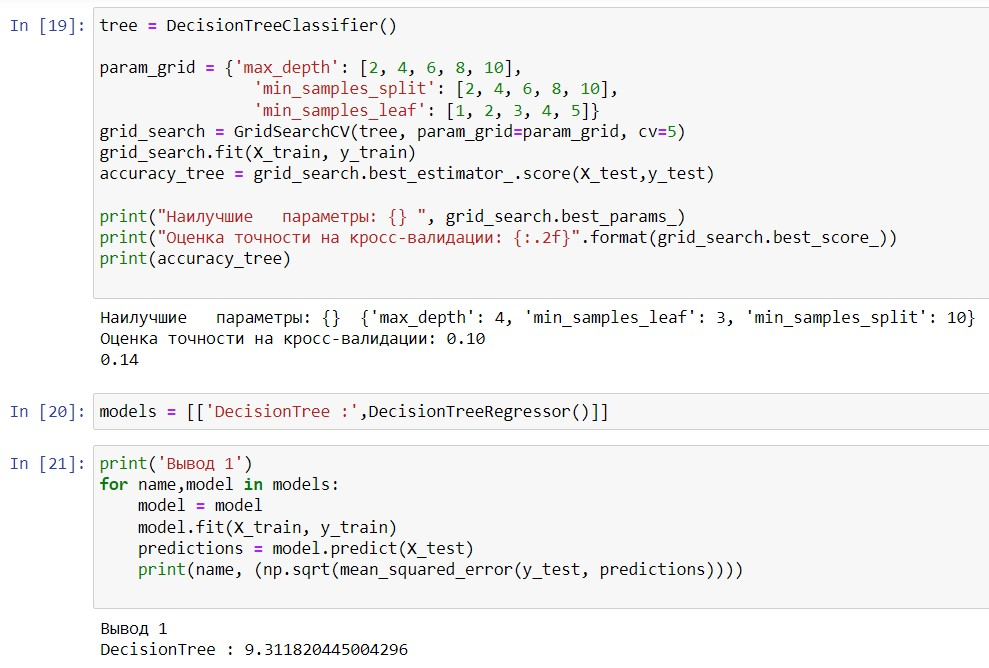 In [19]: tree = DecisionTreeClassifier()
param_grid = {'max_depth': [2, 4, 6, 8, 10],
'min_samples_split': [2, 4, 6, 8, 10],
'min_samples_leaf': [1, 2, 3, 4, 5]}
grid_search = GridSearchCV(tree, param_grid=param_grid, cv=5)
grid_search.fit(X_train, y_train)
accuracy_tree = grid_search.best_estimator_.score(X_test,y_test)
print("Наилучшие   параметры: {} ", grid_search.best_params_)
print("Оценка точности на кросс-валидации: {:.2f}".format(grid_search.best_score_))
print(accuracy_tree)
Наилучшие   параметры: {}  {'max_depth': 4, 'min_samples_leaf': 3, 'min_samples_split': 10}
Оценка точности на кросс-валидации: 0.10
0.14
In [20]: models = [['DecisionTree :',DecisionTreeRegressor()]]
In [21]: print('Вывод 1')
for name,model in models:
    model = model
    model.fit(X_train, y_train)
    predictions = model.predict(X_test)
    print(name, (np.sqrt(mean_squared_error(y_test, predictions))))
Вывод 1
DecisionTree : 9.311820445004296